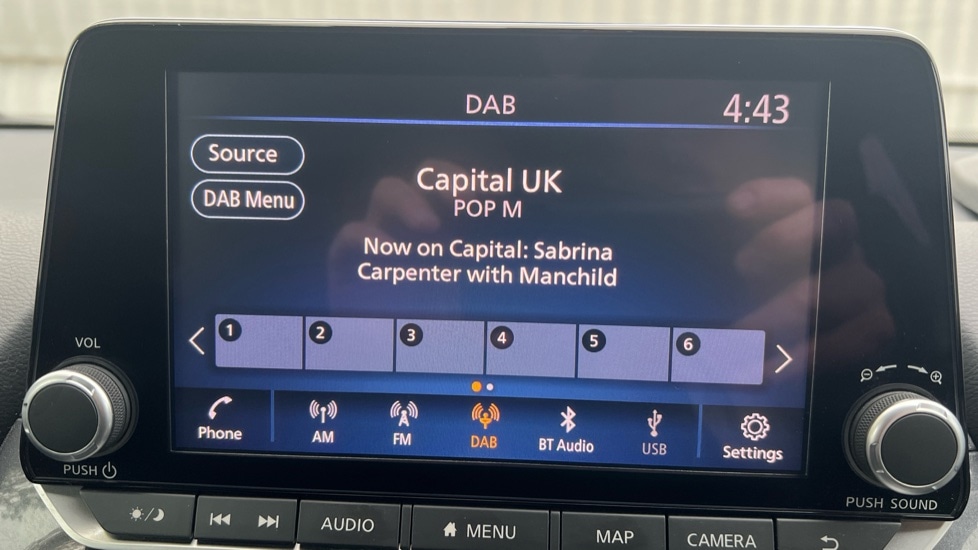 DAB
4:43
Source
DAB Menu
Capital UK
POP M
Now on Capital: Sabrina
Carpenter with Manchild
1 2 3 4 5 6
Phone AM FM DAB BT Audio USB Settings
VOL
PUSH
PUSH SOUND
AUDIO MENU MAP CAMERA